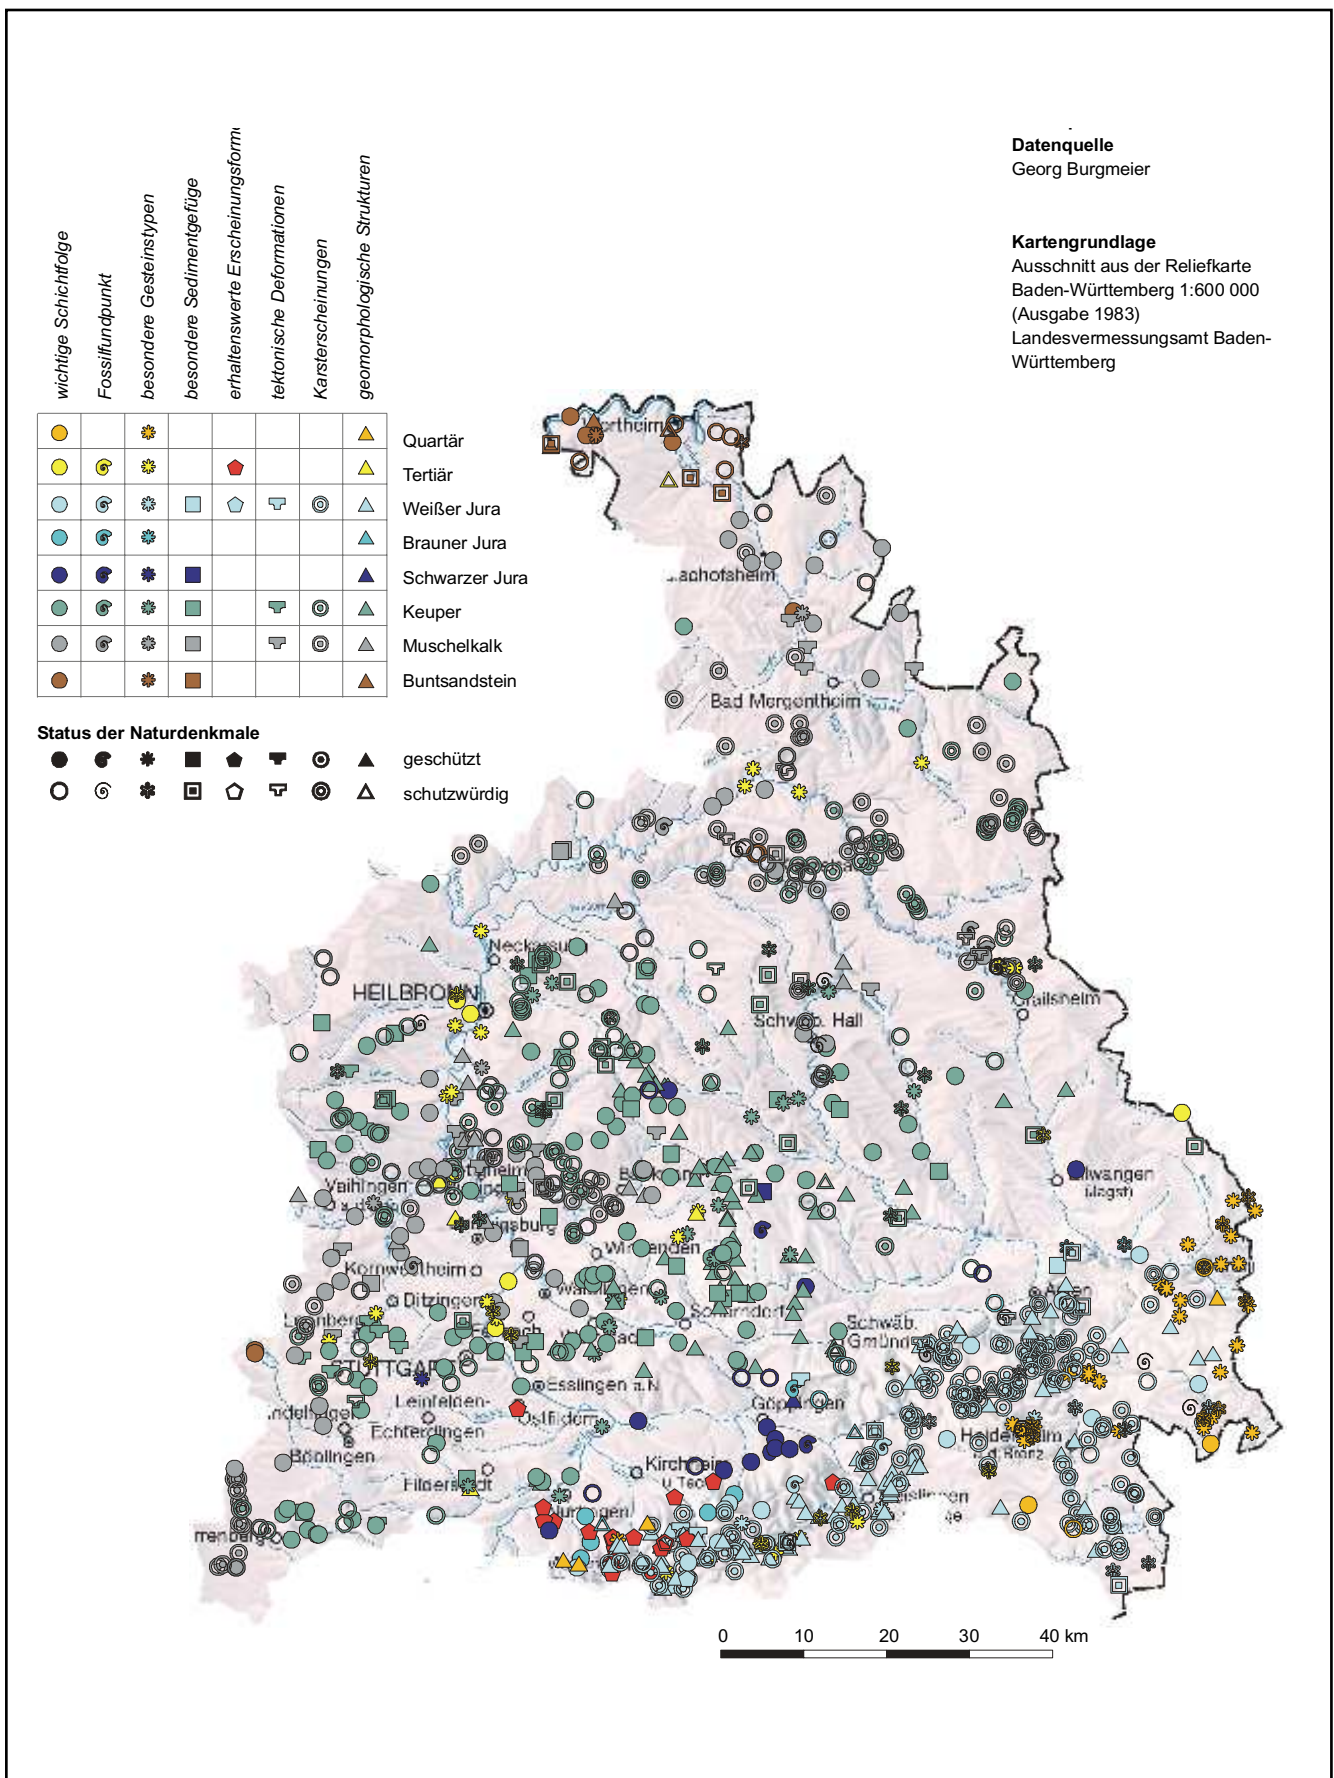 Datenquelle
Georg Burgmeier
Kartengrundlage
Ausschnitt aus der Reliefkarte
Baden-Württemberg 1:600 000
(Ausgabe 1983)
Landesvermessungsamt Baden-
Württemberg
wichtige Schichtfolge
Fossilfundpunkt
besondere Gesteinstypen
besondere Sedimentgefüge
erhaltenswerte Erscheinungsform
tektonische Deformationen
Karsterscheinungen
geomorphologische Strukturen
Quartär
Tertiär
Weißer Jura
Brauner Jura
Schwarzer Jura
Keuper
Muschelkalk
Buntsandstein
Status der Naturdenkmale
geschützt
schutzwürdig
Bad Mergentheim
HEILBRONN
Crailsheim
Schwäb. Hall
Vaihingen
Kornwestheim
Ditzingen
Schorndorf
Schwäb.
Gmünd
STUTTGART
Esslingen a.N
Leinfelden-
Echterdingen
Ostfildern
Göppingen
Böblingen
Filderstadt
Kirchheim
u. Teck
Nürtingen
Heidenheim
a.d. Brenz
0 10 20 30 40 km